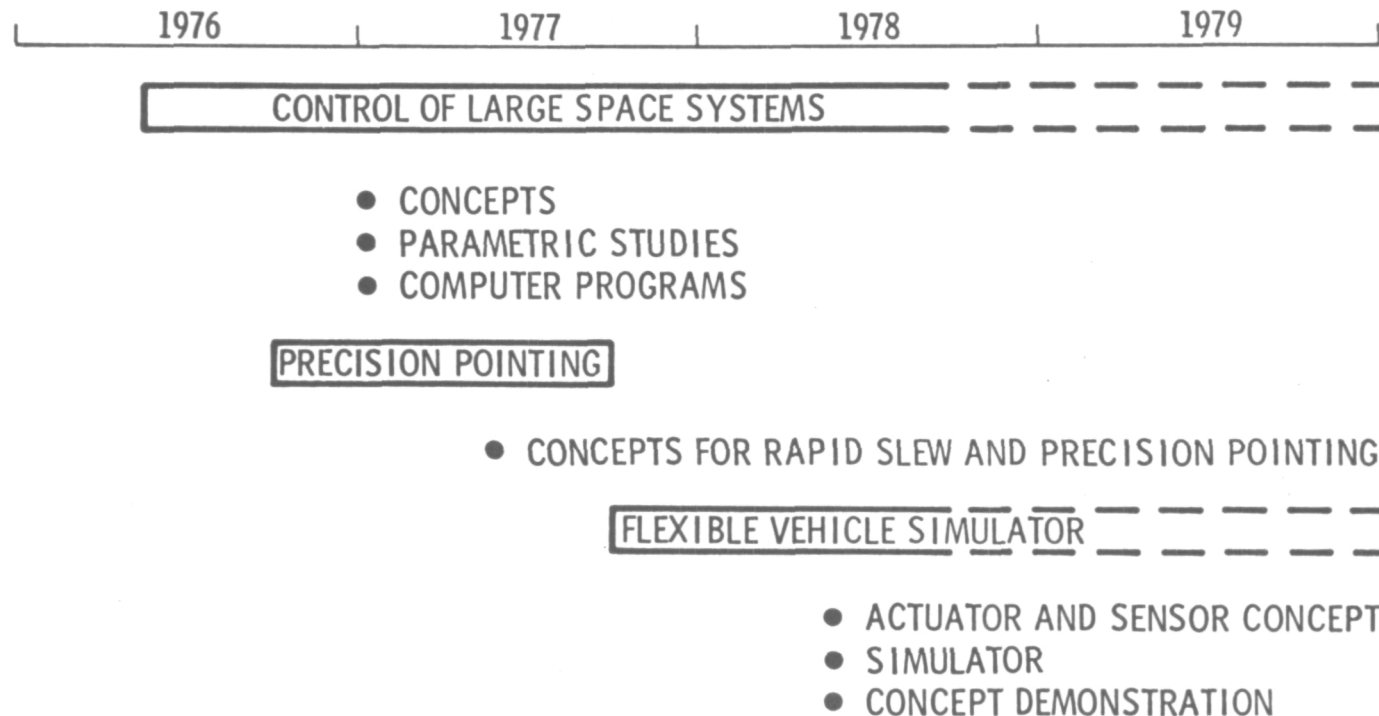 1976 1977 1978 1979
CONTROL OF LARGE SPACE SYSTEMS
● CONCEPTS
● PARAMETRIC STUDIES
● COMPUTER PROGRAMS
PRECISION POINTING
● CONCEPTS FOR RAPID SLEW AND PRECISION POINTING
FLEXIBLE VEHICLE SIMULATOR
● ACTUATOR AND SENSOR CONCEPT
● SIMULATOR
● CONCEPT DEMONSTRATION